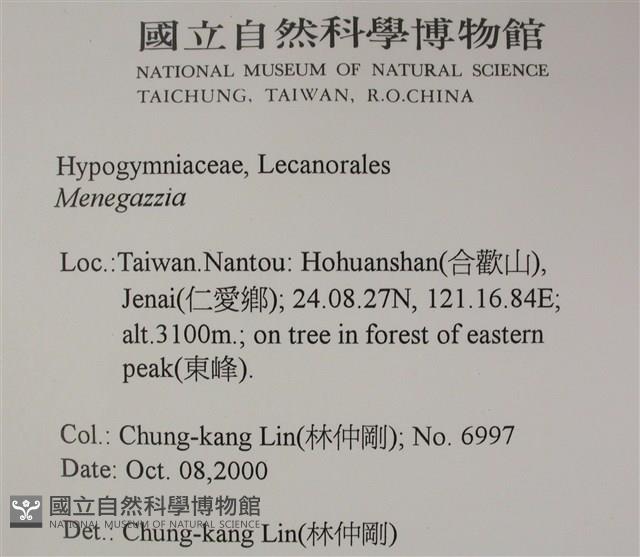 國立自然科學博物館
NATIONAL MUSEUM OF NATURAL SCIENCE
TAICHUNG, TAIWAN, R.O.CHINA
Hypogymniaceae, Lecanorales
Menegazzia
Loc.:Taiwan.Nantou: Hohuanshan(合歡山),
Jenai(仁愛鄉); 24.08.27N, 121.16.84E;
alt.3100m.; on tree in forest of eastern
peak(東峰).
Col.: Chung-kang Lin(林仲剛); No. 6997
Date: Oct. 08,2000
國立自然科學博物館
NATIONAL MUSEUM OF NATURAL SCIENCE
Det.: Chung-kang Lin(林仲剛)